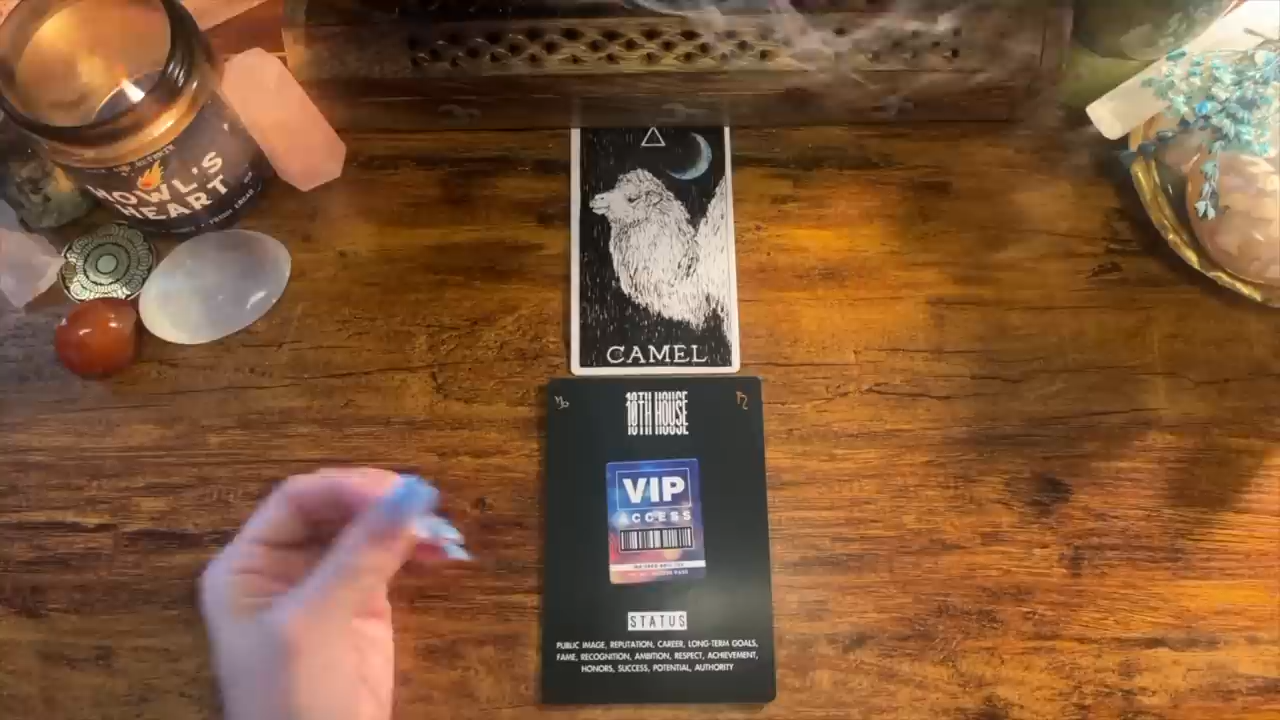 HOWL'S
HEART
CAMEL
10TH HOUSE
VIP
ACCESS
STATUS
PUBLIC IMAGE, REPUTATION, CAREER, LONG-TERM GOALS,
FAME, RECOGNITION, AMBITION, RESPECT, ACHIEVEMENT,
HONORS, SUCCESS, POTENTIAL, AUTHORITY